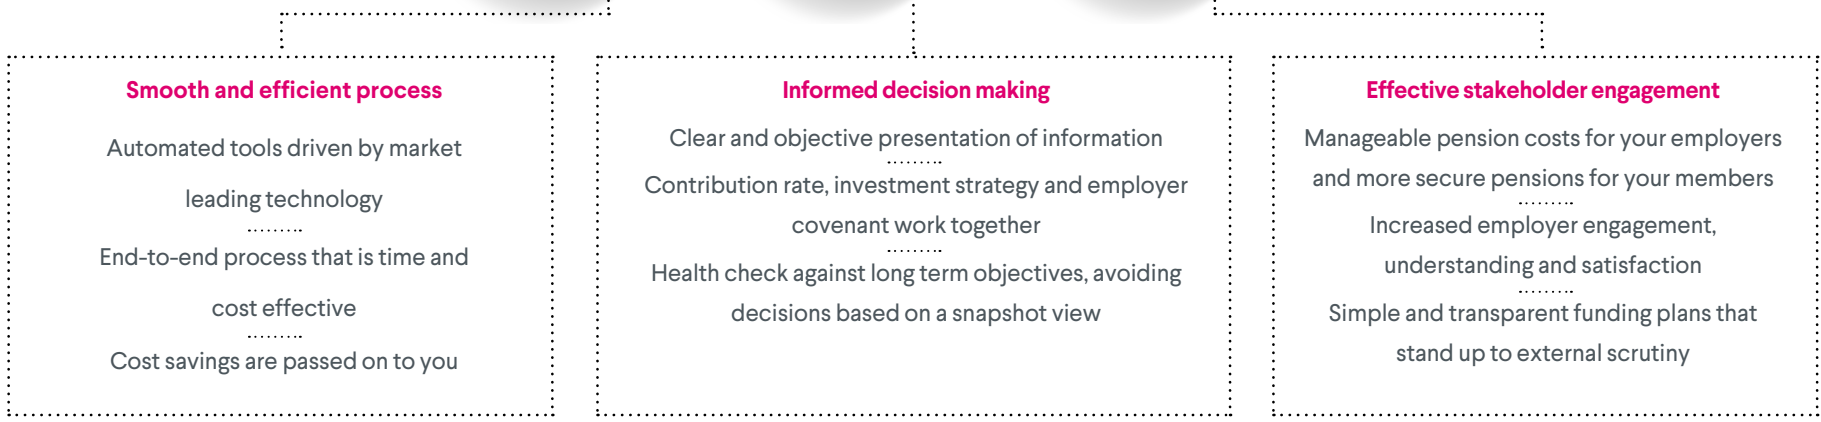 Smooth and efficient process
Automated tools driven by market
leading technology
End-to-end process that is time and
cost effective
Cost savings are passed on to you
Informed decision making
Clear and objective presentation of information
Contribution rate, investment strategy and employer
covenant work together
Health check against long term objectives, avoiding
decisions based on a snapshot view
Effective stakeholder engagement
Manageable pension costs for your employers
and more secure pensions for your members
Increased employer engagement,
understanding and satisfaction
Simple and transparent funding plans that
stand up to external scrutiny